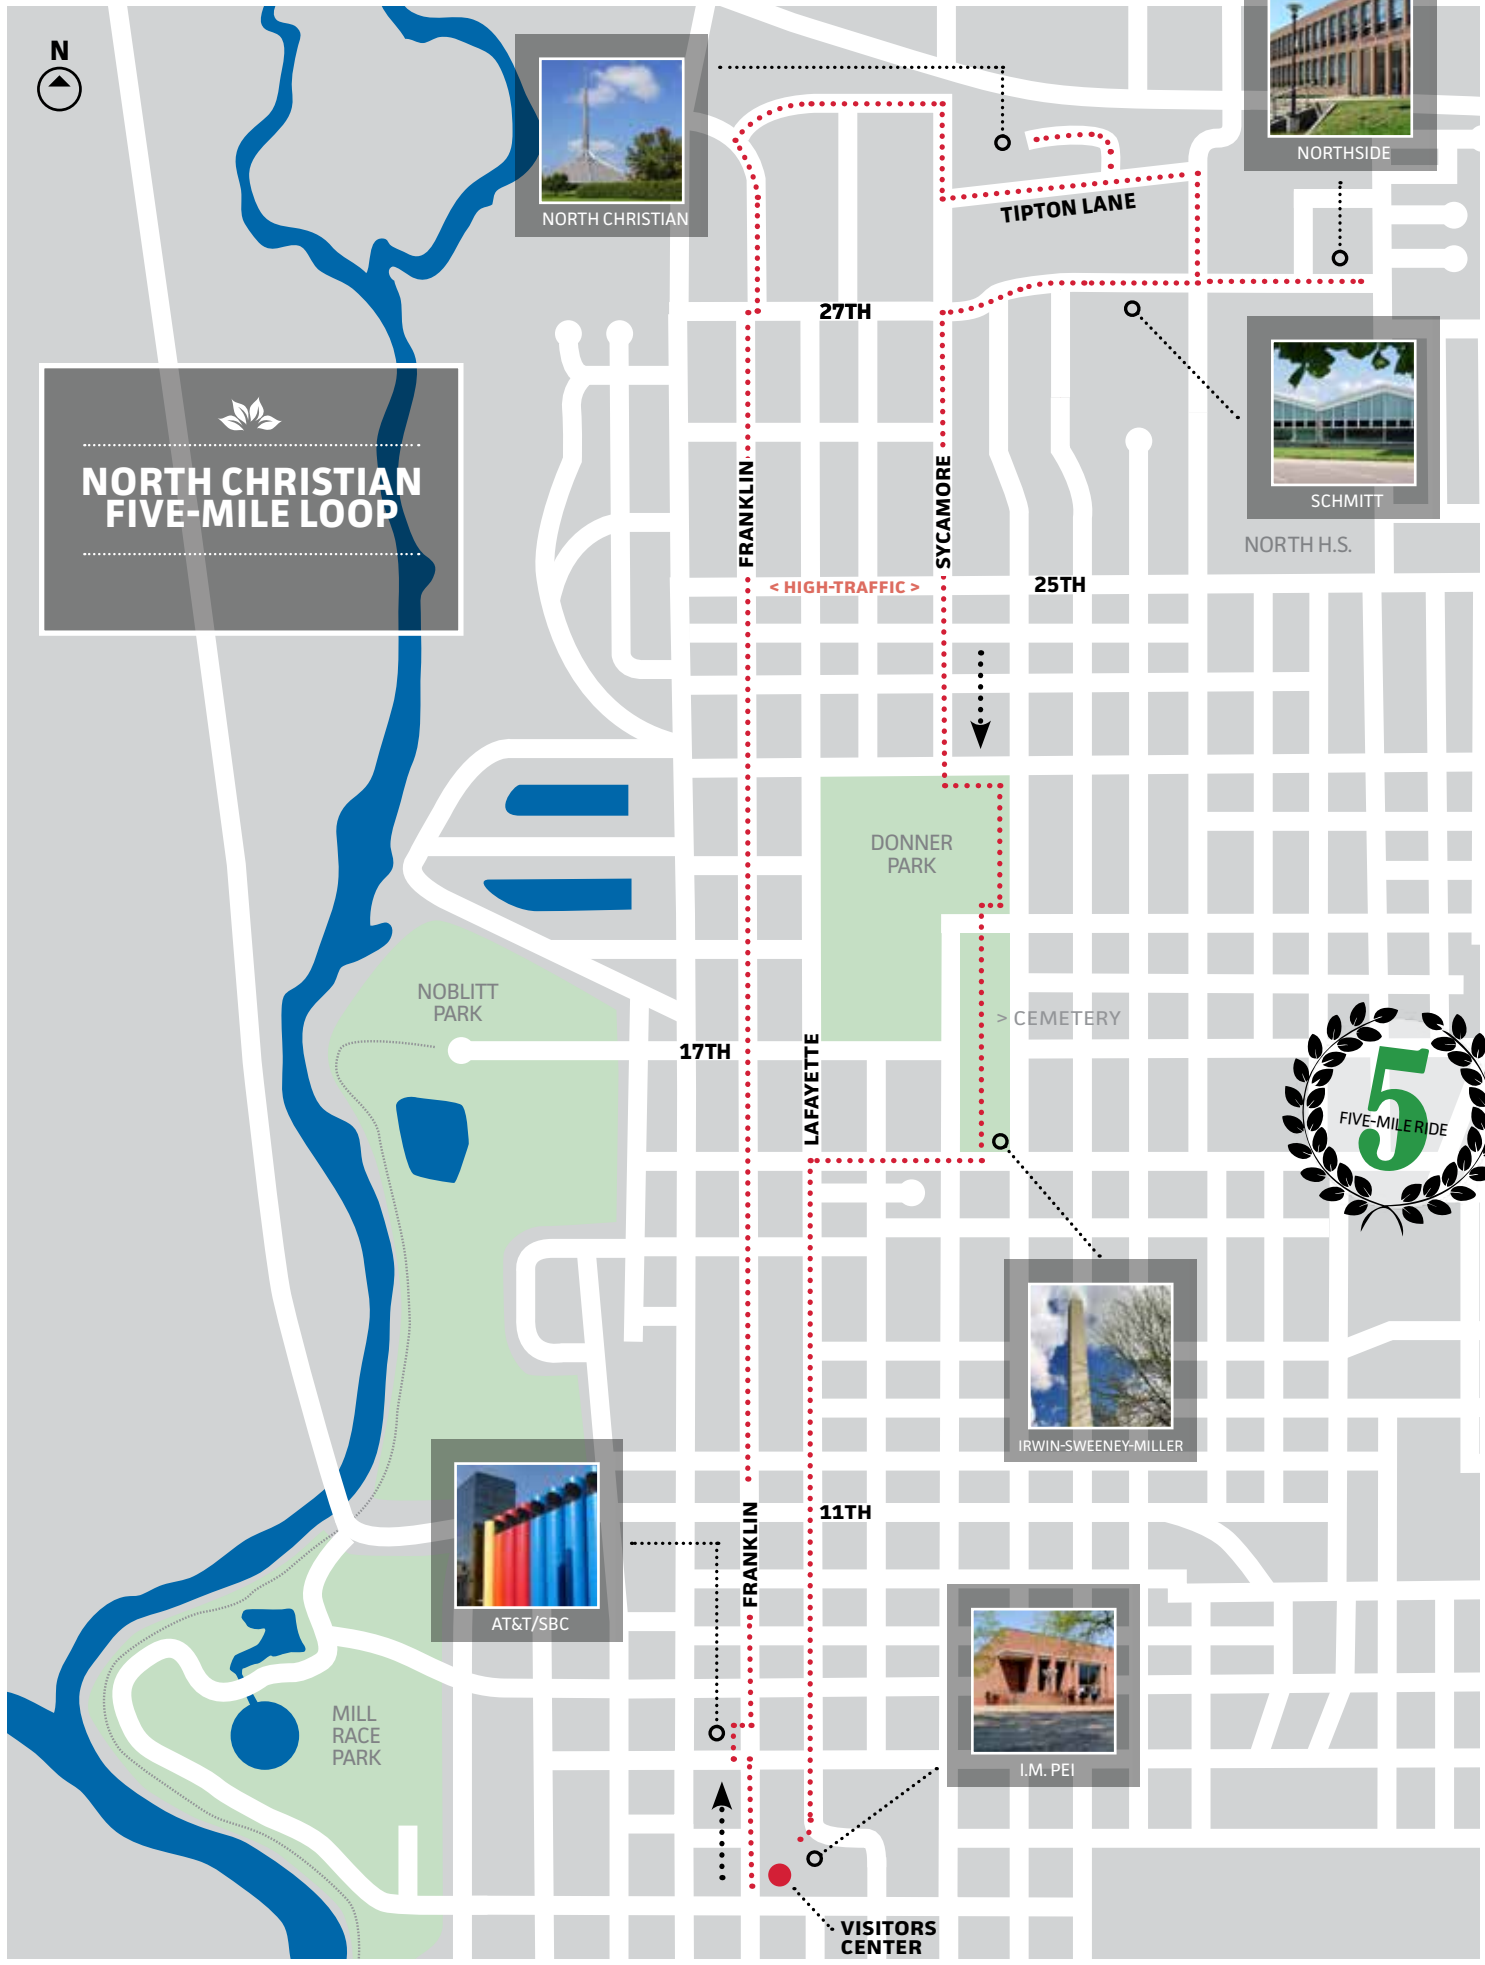 N
NORTH CHRISTIAN
NORTHSIDE
TIPTON LANE
27TH
NORTH CHRISTIAN
FIVE-MILE LOOP
SCHMITT
FRANKLIN
SYCAMORE
NORTH H.S.
< HIGH-TRAFFIC >
25TH
DONNER
PARK
NOBLITT
PARK
> CEMETERY
17TH
LAFAYETTE
5
FIVE-MILE RIDE
IRWIN-SWEENEY-MILLER
11TH
FRANKLIN
AT&T/SBC
MILL
RACE
PARK
I.M. PEI
VISITORS
CENTER